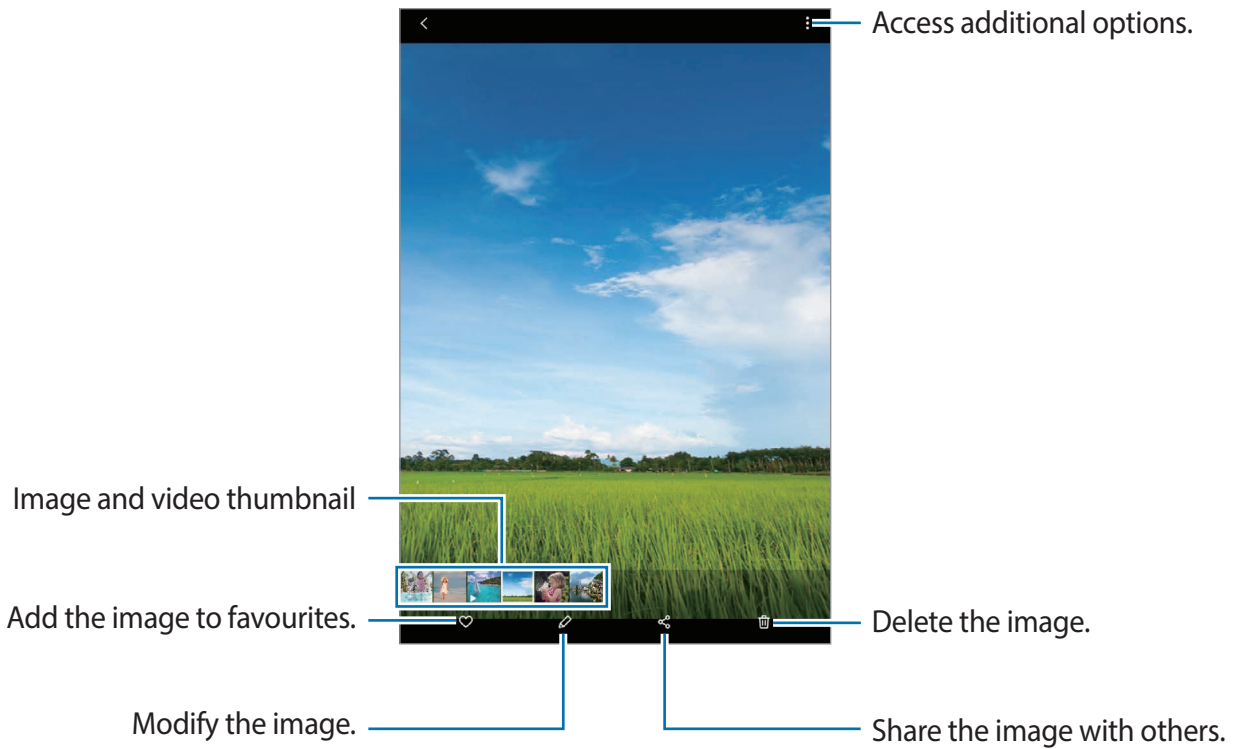 Access additional options.
Image and video thumbnail
Add the image to favourites.
Delete the image.
Modify the image.
Share the image with others.